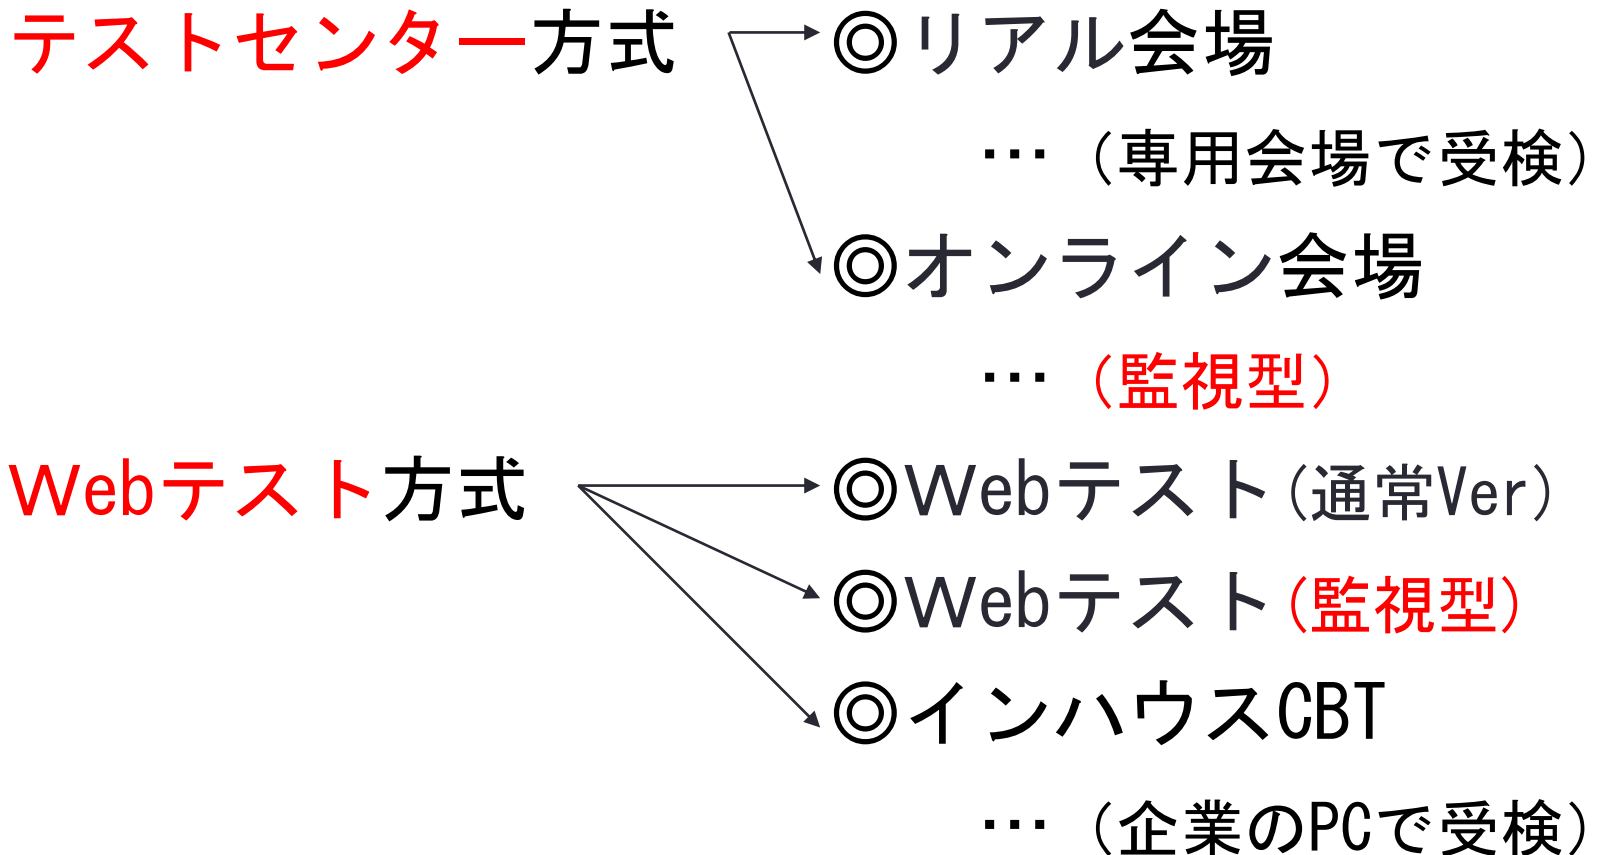 テストセンター方式 ◎リアル会場
…（専用会場で受検）
◎オンライン会場
…（監視型）
Webテスト方式 ◎Webテスト(通常Ver)
◎Webテスト(監視型)
◎インハウスCBT
…（企業のPCで受検）